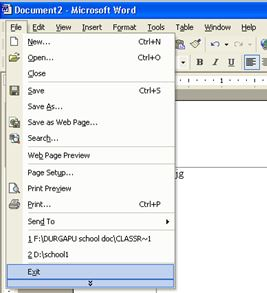 Document2 - Microsoft Word
File Edit View Insert Format Tools Table Window Help
New... Ctrl+N
Open... Ctrl+O
Close
Save Ctrl+S
Save As...
Save as Web Page...
Search...
Web Page Preview
Page Setup...
Print Preview
Print... Ctrl+P
Send To
1 F:\DURGAPU school doc\CLASSR~1
2 D:\school1
Exit
B I U
1
jg